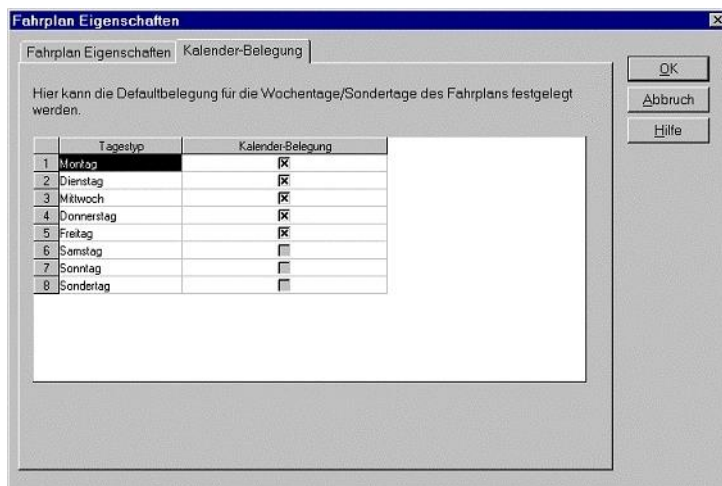 Fahrplan Eigenschaften
Fahrplan Eigenschaften Kalender-Belegung
OK
Abbruch
Hilfe
Hier kann die Defaultbelegung für die Wochentage/Sondertage des Fahrplans festgelegt
werden.
Tagestyp Kalender-Belegung
1 Montag
2 Dienstag
3 Mittwoch
4 Donnerstag
5 Freitag
6 Samstag
7 Sonntag
8 Sondertag